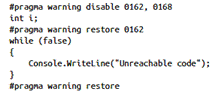 #pragma warning disable 0162, 0168
int i;
#pragma warning restore 0162
while (false)
{
    Console.WriteLine("Unreachable code");
}
#pragma warning restore